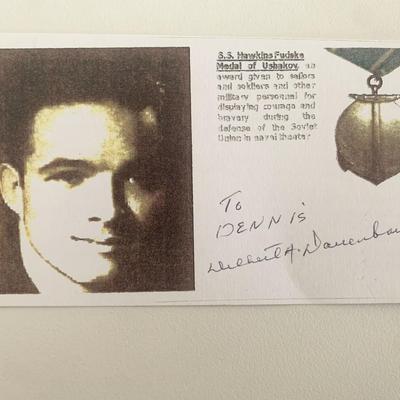 S.S. Hawkins Fudske
Medal of Ushakov, an
award given to sailors
and soldiers and other
military personnel for
displaying courage and
bravery during the
defense of the Soviet
Union in naval theater.
To
DENNIS